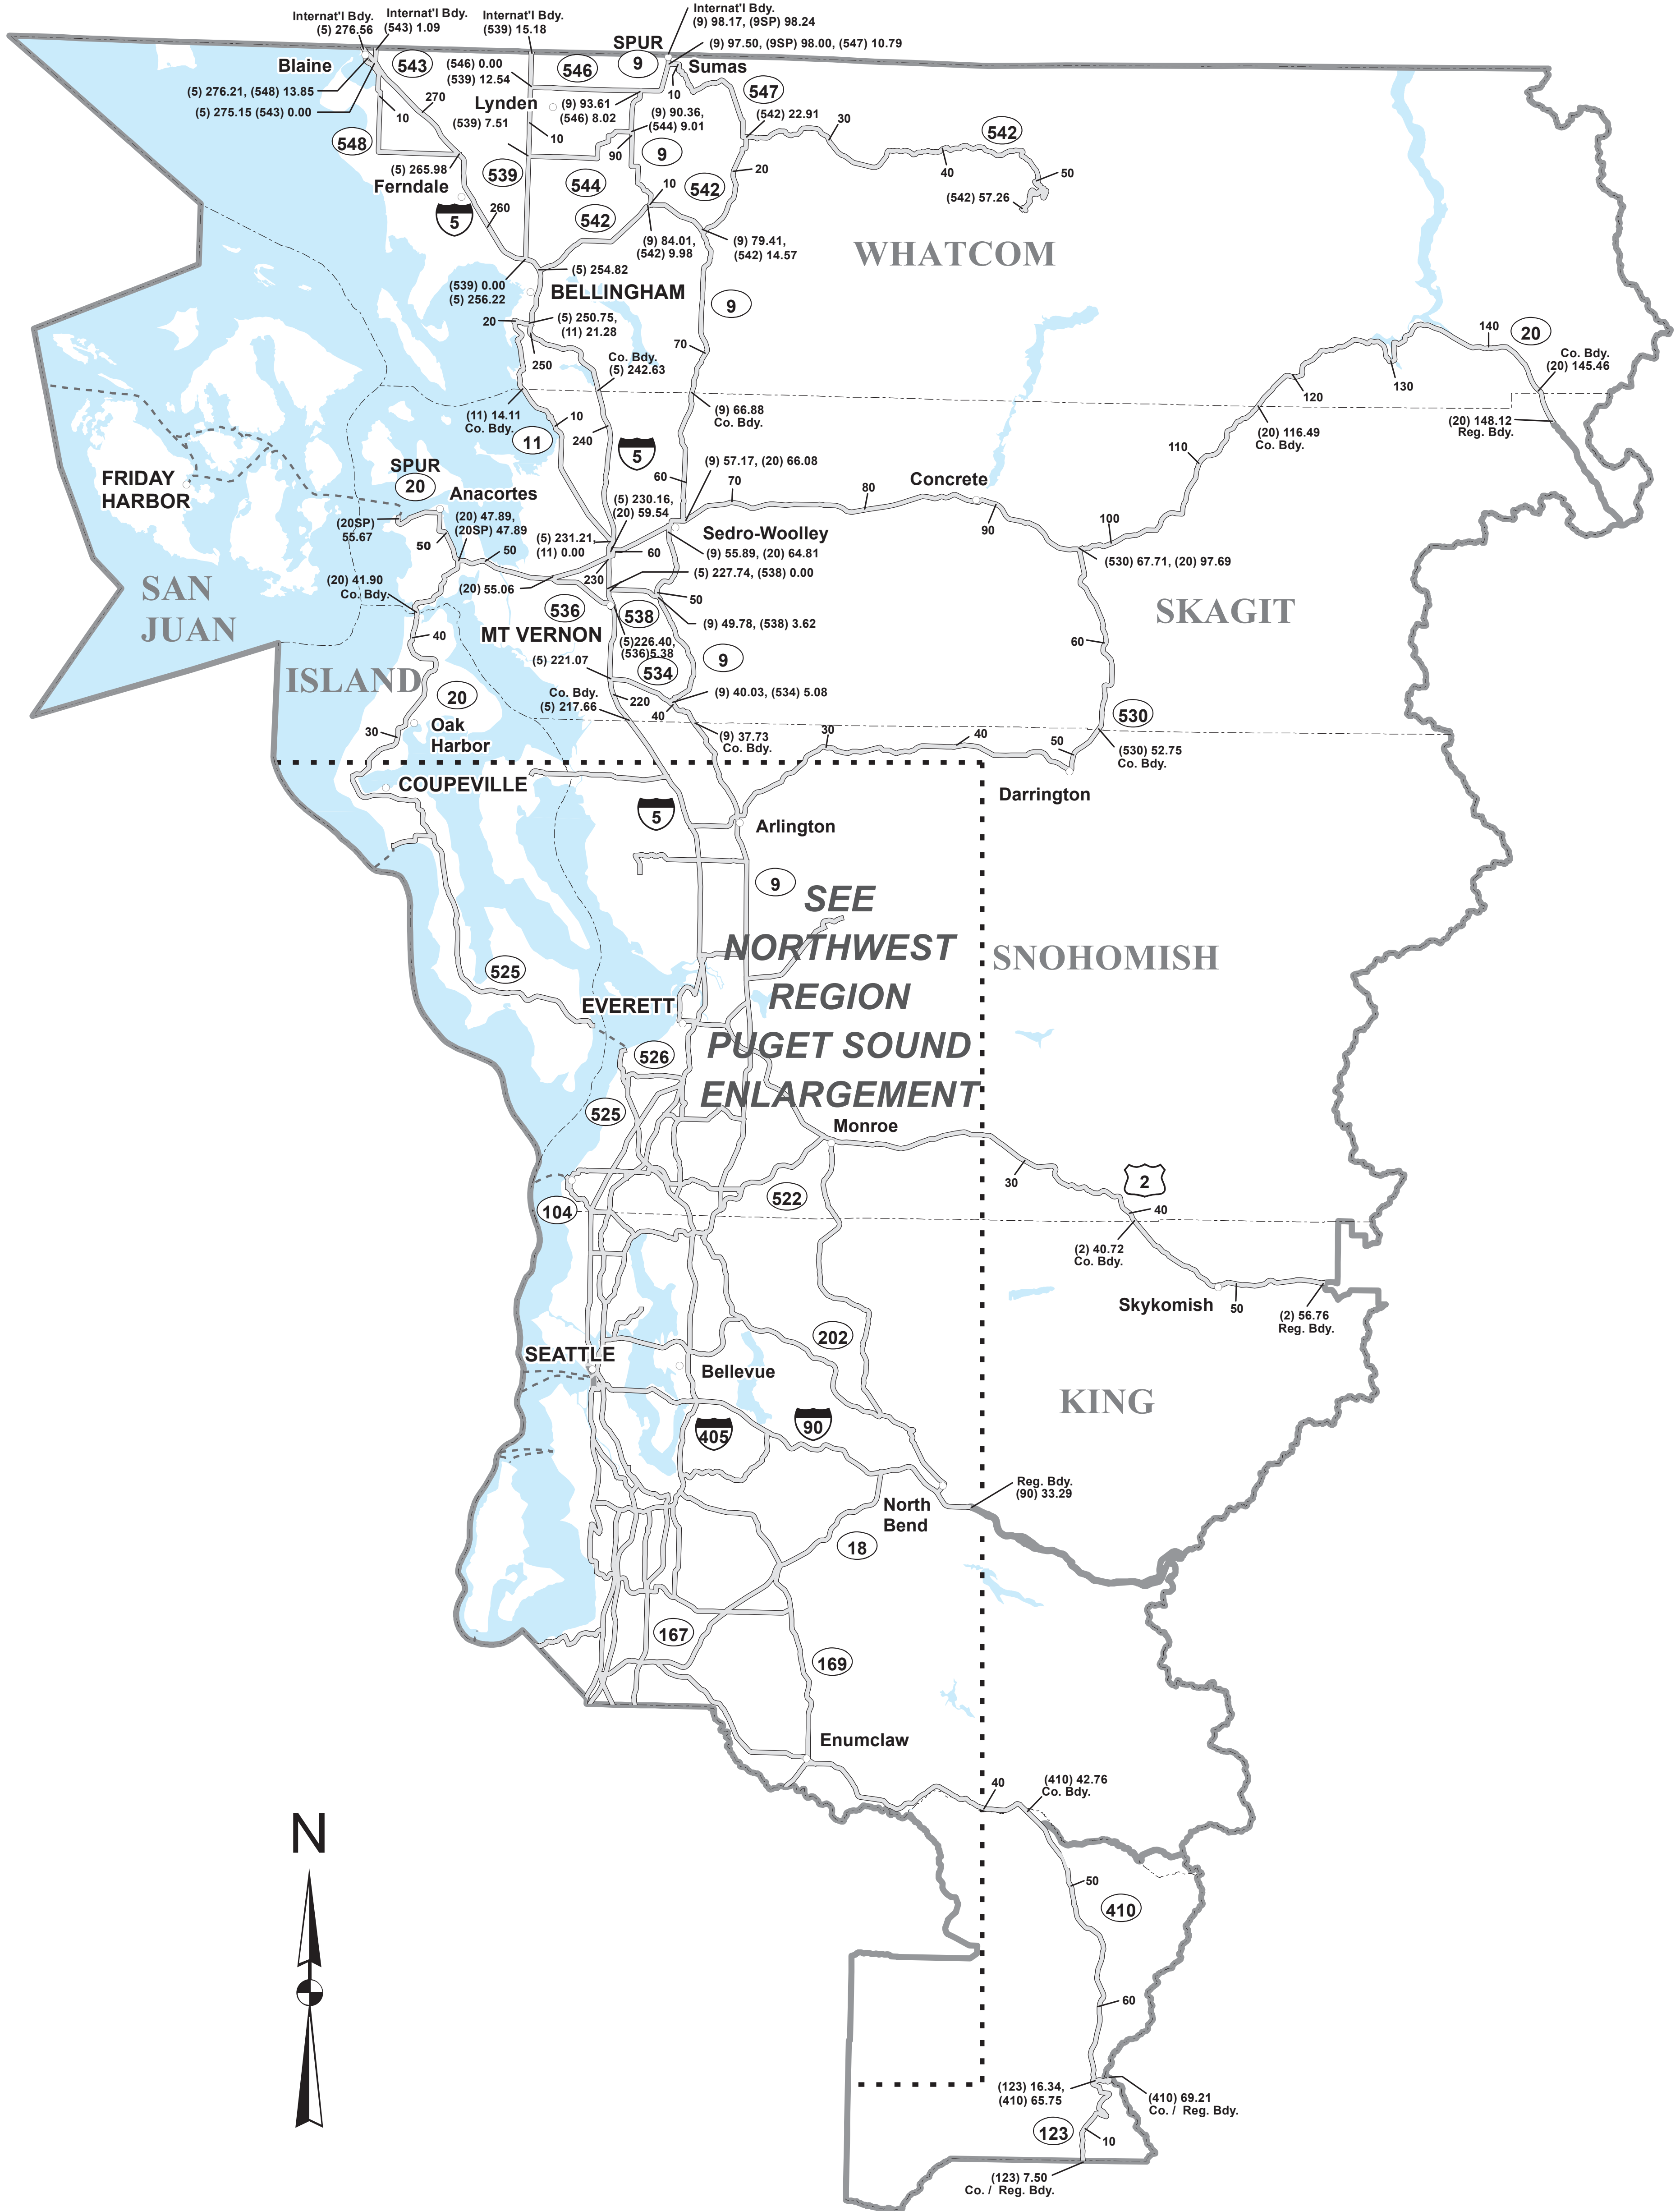 Internat'l Bdy.
(5) 276.56
Internat'l Bdy.
(543) 1.09
Internat'l Bdy.
(539) 15.18
Internat'l Bdy.
(9) 98.17, (9SP) 98.24
SPUR
9
(9) 97.50, (9SP) 98.00, (547) 10.79
Blaine
543
(546) 0.00
(539) 12.54
546
Sumas
(5) 276.21, (548) 13.85
(5) 275.15 (543) 0.00
10
270
Lynden
(9) 93.61
(546) 8.02
10
547
(539) 7.51
10
(9) 90.36,
(544) 9.01
(542) 22.91
30
542
548
90
9
(5) 265.98
Ferndale
539
544
10
542
20
40
50
(542) 57.26
5
260
542
(9) 84.01,
(542) 9.98
(9) 79.41,
(542) 14.57
WHATCOM
(5) 254.82
(539) 0.00
(5) 256.22
BELLINGHAM
9
20
(5) 250.75,
(11) 21.28
250
70
140
20
Co. Bdy.
(5) 242.63
Co. Bdy.
(20) 145.46
130
120
(11) 14.11
Co. Bdy.
10
(9) 66.88
Co. Bdy.
(20) 148.12
Reg. Bdy.
11
240
5
(20) 116.49
Co. Bdy.
110
FRIDAY
HARBOR
SPUR
20
Anacortes
60
(9) 57.17, (20) 66.08
70
80
Concrete
90
100
(5) 230.16,
(20) 59.54
(20SP)
55.67
(20) 47.89,
(20SP) 47.89
50
50
(5) 231.21,
(11) 0.00
60
Sedro-Woolley
(9) 55.89, (20) 64.81
(530) 67.71, (20) 97.69
(20) 41.90
Co. Bdy.
(20) 55.06
230
(5) 227.74, (538) 0.00
SAN
JUAN
536
538
50
(9) 49.78, (538) 3.62
SKAGIT
40
MT VERNON
(5)226.40,
(536)5.38
60
(5) 221.07
534
9
ISLAND
20
Co. Bdy.
(5) 217.66
220
40
(9) 40.03, (534) 5.08
530
30
Oak
Harbor
(9) 37.73
Co. Bdy.
30
40
50
(530) 52.75
Co. Bdy.
COUPEVILLE
Darrington
5
Arlington
9
SEE
NORTHWEST
REGION
PUGET SOUND
ENLARGEMENT
SNOHOMISH
525
EVERETT
526
525
Monroe
30
2
522
104
40
(2) 40.72
Co. Bdy.
Skykomish
50
(2) 56.76
Reg. Bdy.
202
SEATTLE
Bellevue
KING
405
90
Reg. Bdy.
(90) 33.29
North
Bend
18
167
169
Enumclaw
40
(410) 42.76
Co. Bdy.
N
50
410
60
(123) 16.34,
(410) 65.75
(410) 69.21
Co. / Reg. Bdy.
123
10
(123) 7.50
Co. / Reg. Bdy.